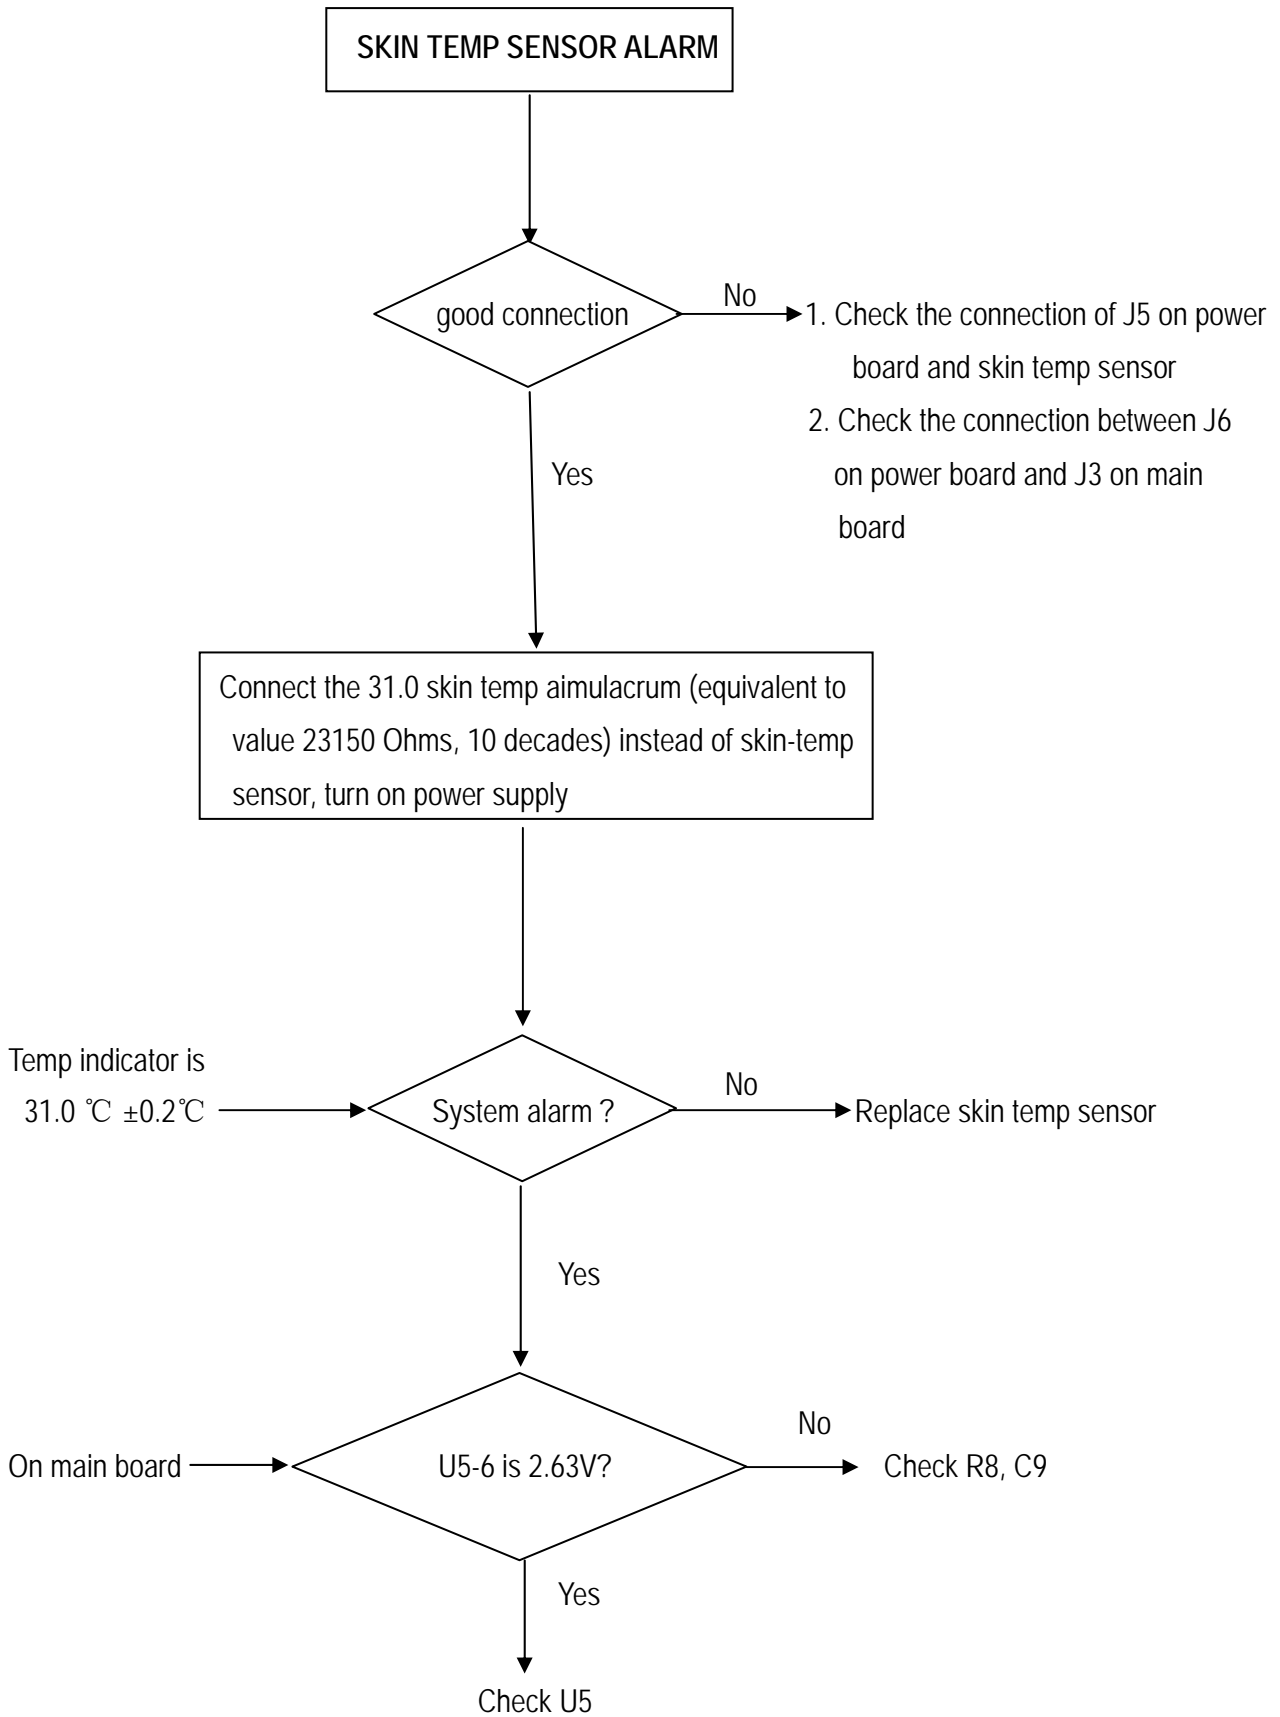 SKIN TEMP SENSOR ALARM
good connection
No
1. Check the connection of J5 on power
board and skin temp sensor
2. Check the connection between J6
on power board and J3 on main
board
Yes
Connect the 31.0 skin temp aimulacrum (equivalent to
value 23150 Ohms, 10 decades) instead of skin-temp
sensor, turn on power supply
Temp indicator is
31.0 ℃ ±0.2℃
System alarm ?
No
Replace skin temp sensor
Yes
On main board
U5-6 is 2.63V?
No
Check R8, C9
Yes
Check U5